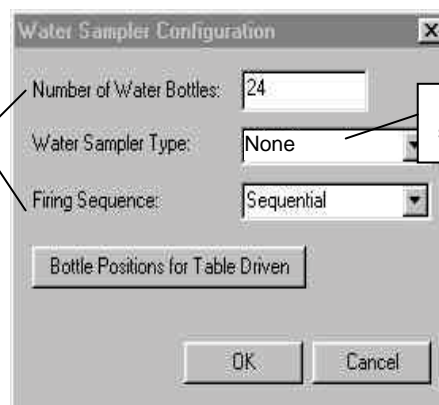 Water Sampler Configuration
Number of Water Bottles: 24
Water Sampler Type: None
Firing Sequence: Sequential
Bottle Positions for Table Driven
OK Cancel